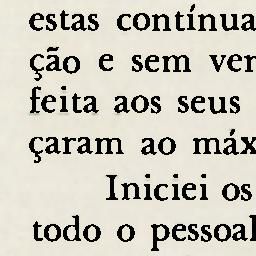 estas contínua
ção e sem ver
feita aos seus
çaram ao máx
Iniciei os
todo o pessoal